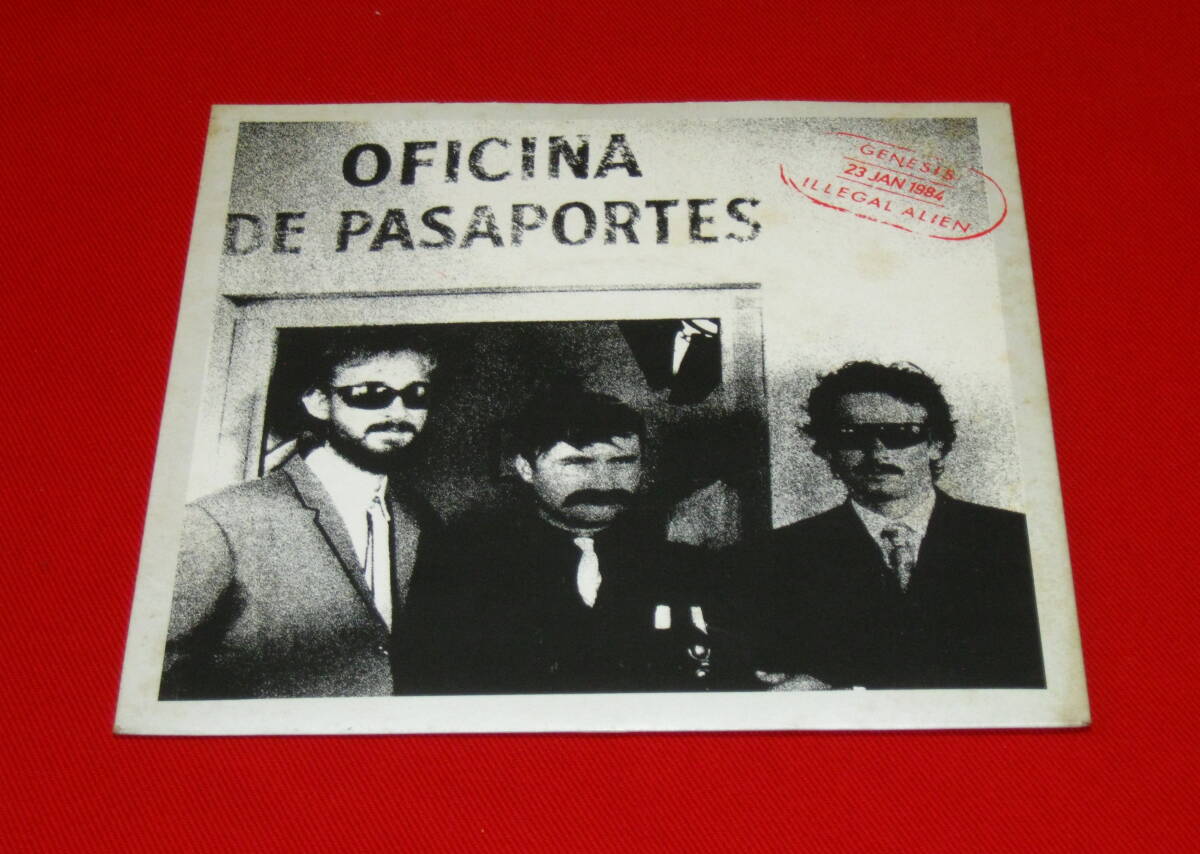 OFICINA
DE PASAPORTES
GENESIS
23 JAN 1984
ILLEGAL ALIEN